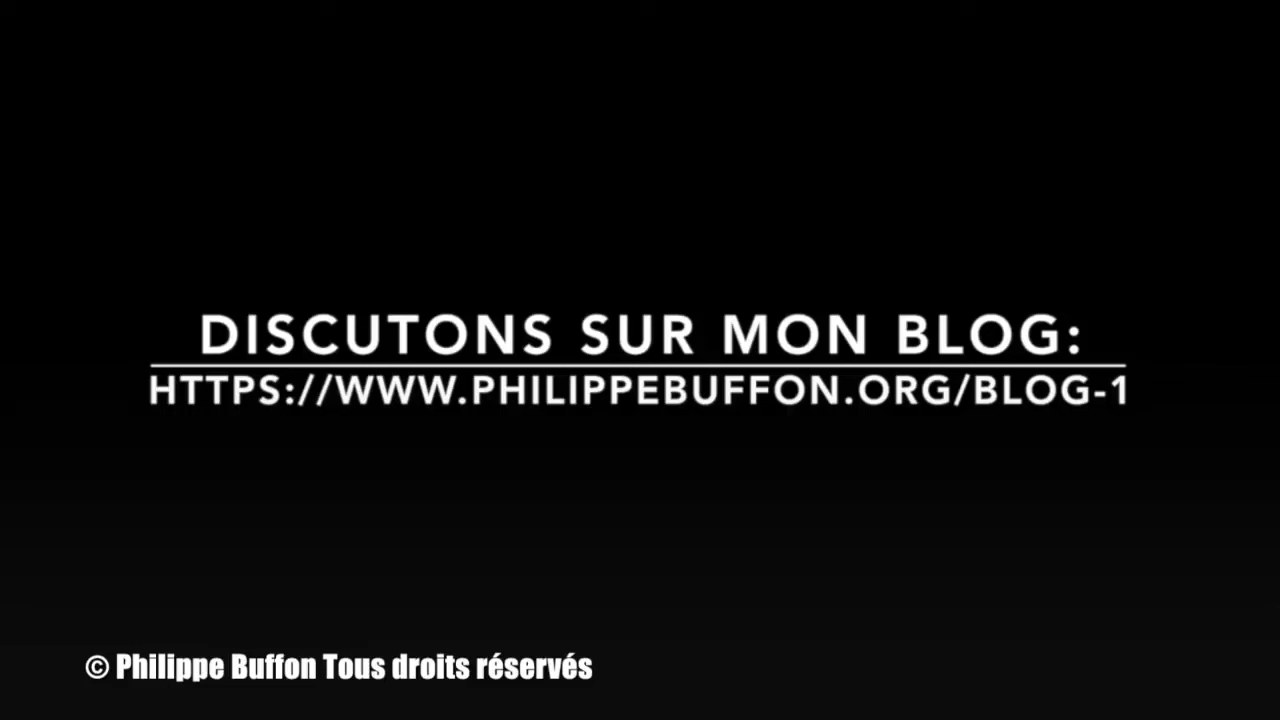 DISCUTONS SUR MON BLOG:
HTTPS://WWW.PHILIPPEBUFFON.ORG/BLOG-1
© Philippe Buffon Tous droits réservés